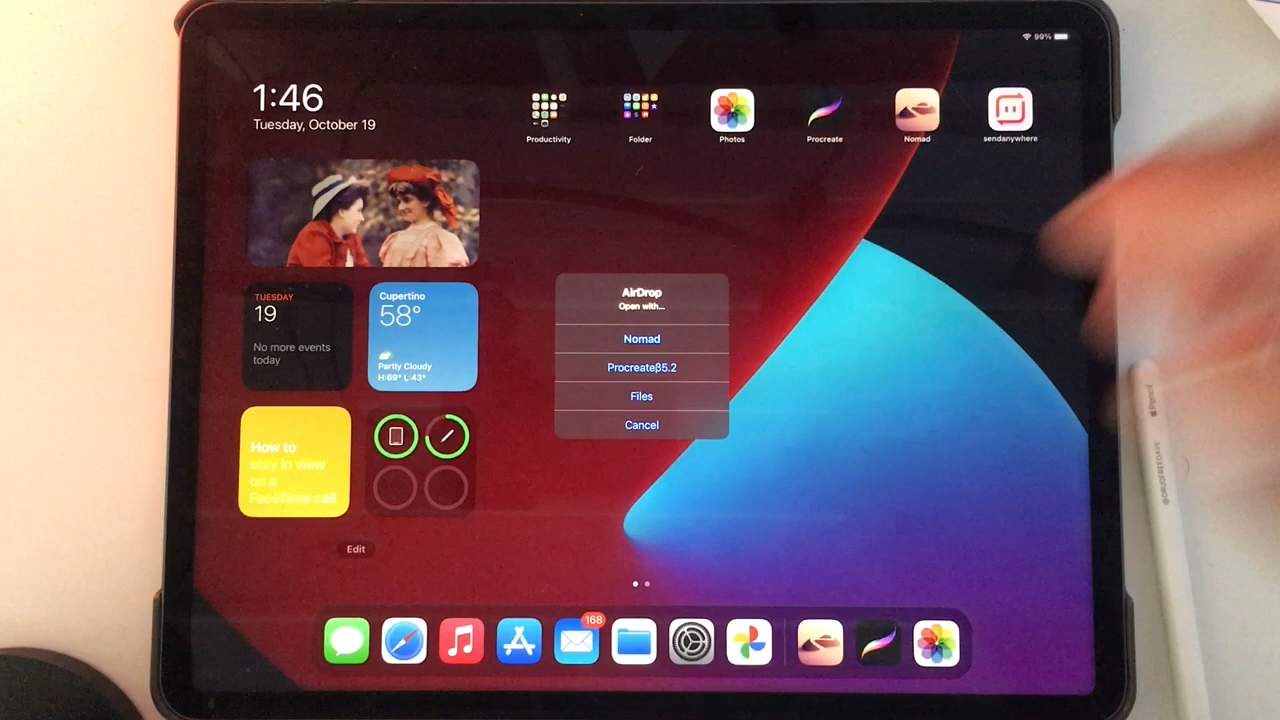 99%
1:46
Tuesday, October 19
Productivity
Folder
Photos
Procreate
Nomad
sendanywhere
TUESDAY
19
No more events
today
Cupertino
58°
Partly Cloudy
H:69° L:43°
AirDrop
Open with...
Nomad
Procreateβ5.2
Files
Cancel
How to
stay in view
on a
FaceTime call
Edit
168
Pencil
@DRUGFREEDAVE